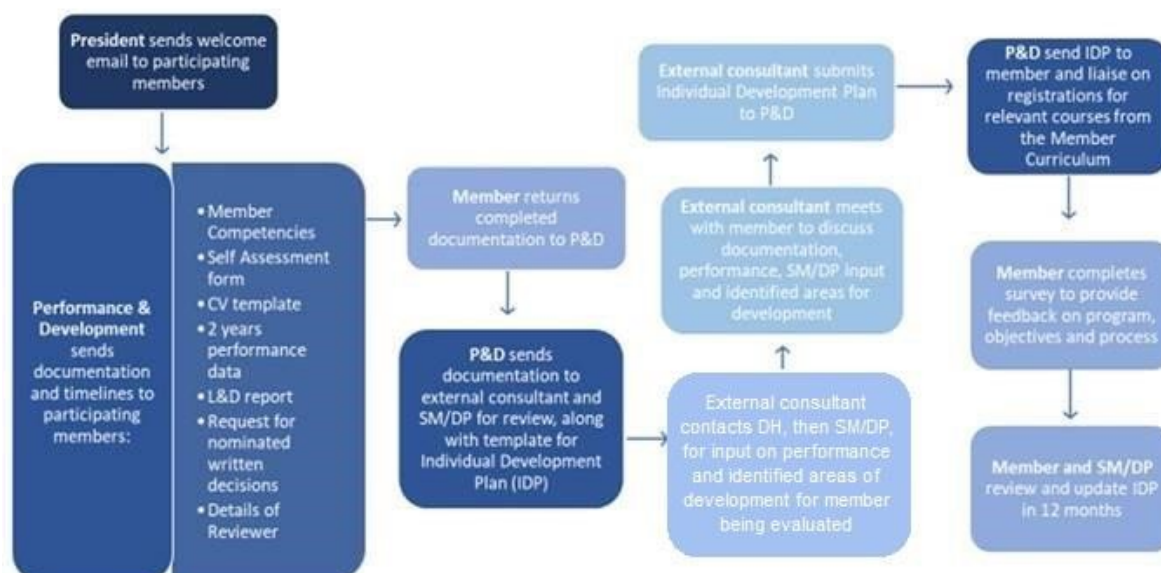 President sends welcome
email to participating
members
Performance &
Development
sends
documentation
and timelines to
participating
members:
• Member
Competencies
• Self Assessment
form
• CV template
• 2 years
performance
data
• L&D report
• Request for
nominated
written
decisions
• Details of
Reviewer
Member returns
completed
documentation to P&D
P&D sends
documentation to
external consultant and
SM/DP for review, along
with template for
Individual Development
Plan (IDP)
External consultant
contacts DH, then SM/DP,
for input on performance
and identified areas of
development for member
being evaluated
External consultant meets
with member to discuss
documentation,
performance, SM/DP input
and identified areas for
development
External consultant submits
Individual Development Plan
to P&D
P&D send IDP to
member and liaise on
registrations for
relevant courses from
the Member
Curriculum
Member completes
survey to provide
feedback on program,
objectives and process
Member and SM/DP
review and update IDP
in 12 months